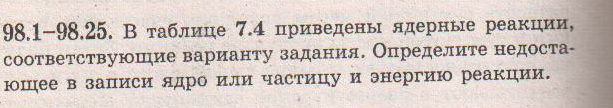 98.1–98.25. В таблице 7.4 приведены ядерные реакции,
соответствующие варианту задания. Определите недоста-
ющее в записи ядро или частицу и энергию реакции.